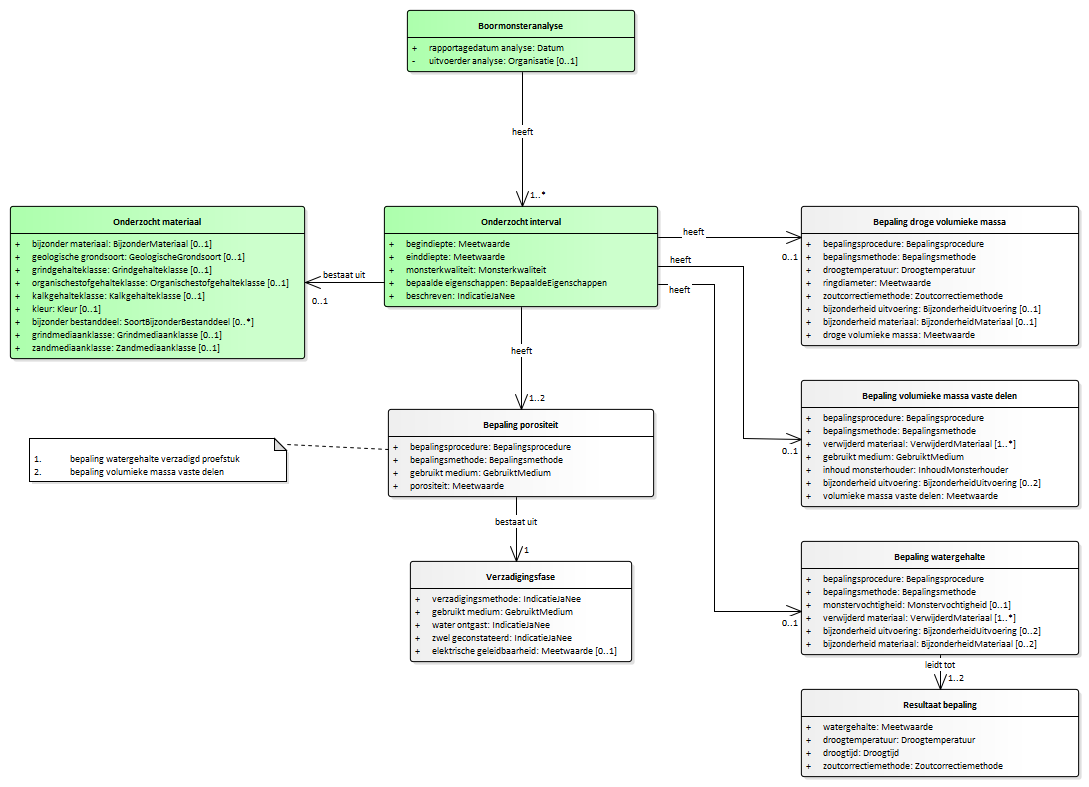 Boormonsteranalyse
+ rapportagedatum analyse: Datum
- uitvoerder analyse: Organisatie [0..1]
heeft
1..*
Onderzocht materiaal
+ bijzonder materiaal: BijzonderMateriaal [0..1]
+ geologische grondsoort: GeologischeGrondsoort [0..1]
+ grindgehalteklasse: Grindgehalteklasse [0..1]
+ organischestofgehalteklasse: Organischestofgehalteklasse [0..1]
+ kalkgehalteklasse: Kalkgehalteklasse [0..1]
+ kleur: Kleur [0..1]
+ bijzonder bestanddeel: SoortBijzonderBestanddeel [0..*]
+ grindmediaanklasse: Grindmediaanklasse [0..1]
+ zandmediaanklasse: Zandmediaanklasse [0..1]
bestaat uit
0..1
Onderzocht interval
+ begindiepte: Meetwaarde
+ einddiepte: Meetwaarde
+ monsterkwaliteit: Monsterkwaliteit
+ bepaalde eigenschappen: BepaaldeEigenschappen
+ beschreven: IndicatieJaNee
heeft
0..1
heeft
0..1
heeft
0..1
Bepaling droge volumieke massa
+ bepalingsprocedure: Bepalingsprocedure
+ bepalingsmethode: Bepalingsmethode
+ droogtemperatuur: Droogtemperatuur
+ ringdiameter: Meetwaarde
+ zoutcorrectiemethode: Zoutcorrectiemethode
+ bijzonderheid uitvoering: BijzonderheidUitvoering [0..1]
+ bijzonderheid materiaal: BijzonderheidMateriaal [0..1]
+ droge volumieke massa: Meetwaarde
heeft
1..2
Bepaling porositeit
+ bepalingsprocedure: Bepalingsprocedure
+ bepalingsmethode: Bepalingsmethode
+ gebruikt medium: GebruiktMedium
+ porositeit: Meetwaarde
1. bepaling watergehalte verzadigd proefstuk
2. bepaling volumieke massa vaste delen
Bepaling volumieke massa vaste delen
+ bepalingsprocedure: Bepalingsprocedure
+ bepalingsmethode: Bepalingsmethode
+ verwijderd materiaal: VerwijderdMateriaal [1..*]
+ gebruikt medium: GebruiktMedium
+ inhoud monsterhouder: InhoudMonsterhouder
+ bijzonderheid uitvoering: BijzonderheidUitvoering [0..2]
+ volumieke massa vaste delen: Meetwaarde
bestaat uit
1
Verzadigingsfase
+ verzadigingsmethode: IndicatieJaNee
+ gebruikt medium: GebruiktMedium
+ water ontgast: IndicatieJaNee
+ zwel geconstateerd: IndicatieJaNee
+ elektrische geleidbaarheid: Meetwaarde [0..1]
Bepaling watergehalte
+ bepalingsprocedure: Bepalingsprocedure
+ bepalingsmethode: Bepalingsmethode
+ monstervochtigheid: Monstervochtigheid [0..1]
+ verwijderd materiaal: VerwijderdMateriaal [1..*]
+ bijzonderheid uitvoering: BijzonderheidUitvoering [0..2]
+ bijzonderheid materiaal: BijzonderheidMateriaal [0..2]
leidt tot
1..2
Resultaat bepaling
+ watergehalte: Meetwaarde
+ droogtemperatuur: Droogtemperatuur
+ droogtijd: Droogtijd
+ zoutcorrectiemethode: Zoutcorrectiemethode